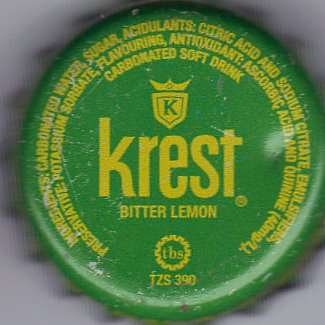 INGREDIENTS: CARBONATED WATER, SUGAR, ACIDULANTS: CITRIC ACID AND SODIUM CITRATE, EMULSIFIERS,
PRESERVATIVE: POTASSIUM SORBATE, FLAVOURING, ANTIOXIDANT: ASCORBIC ACID AND QUININE (40mg/L).
CARBONATED SOFT DRINK
K
krest®
BITTER LEMON
tbs
TZS 390